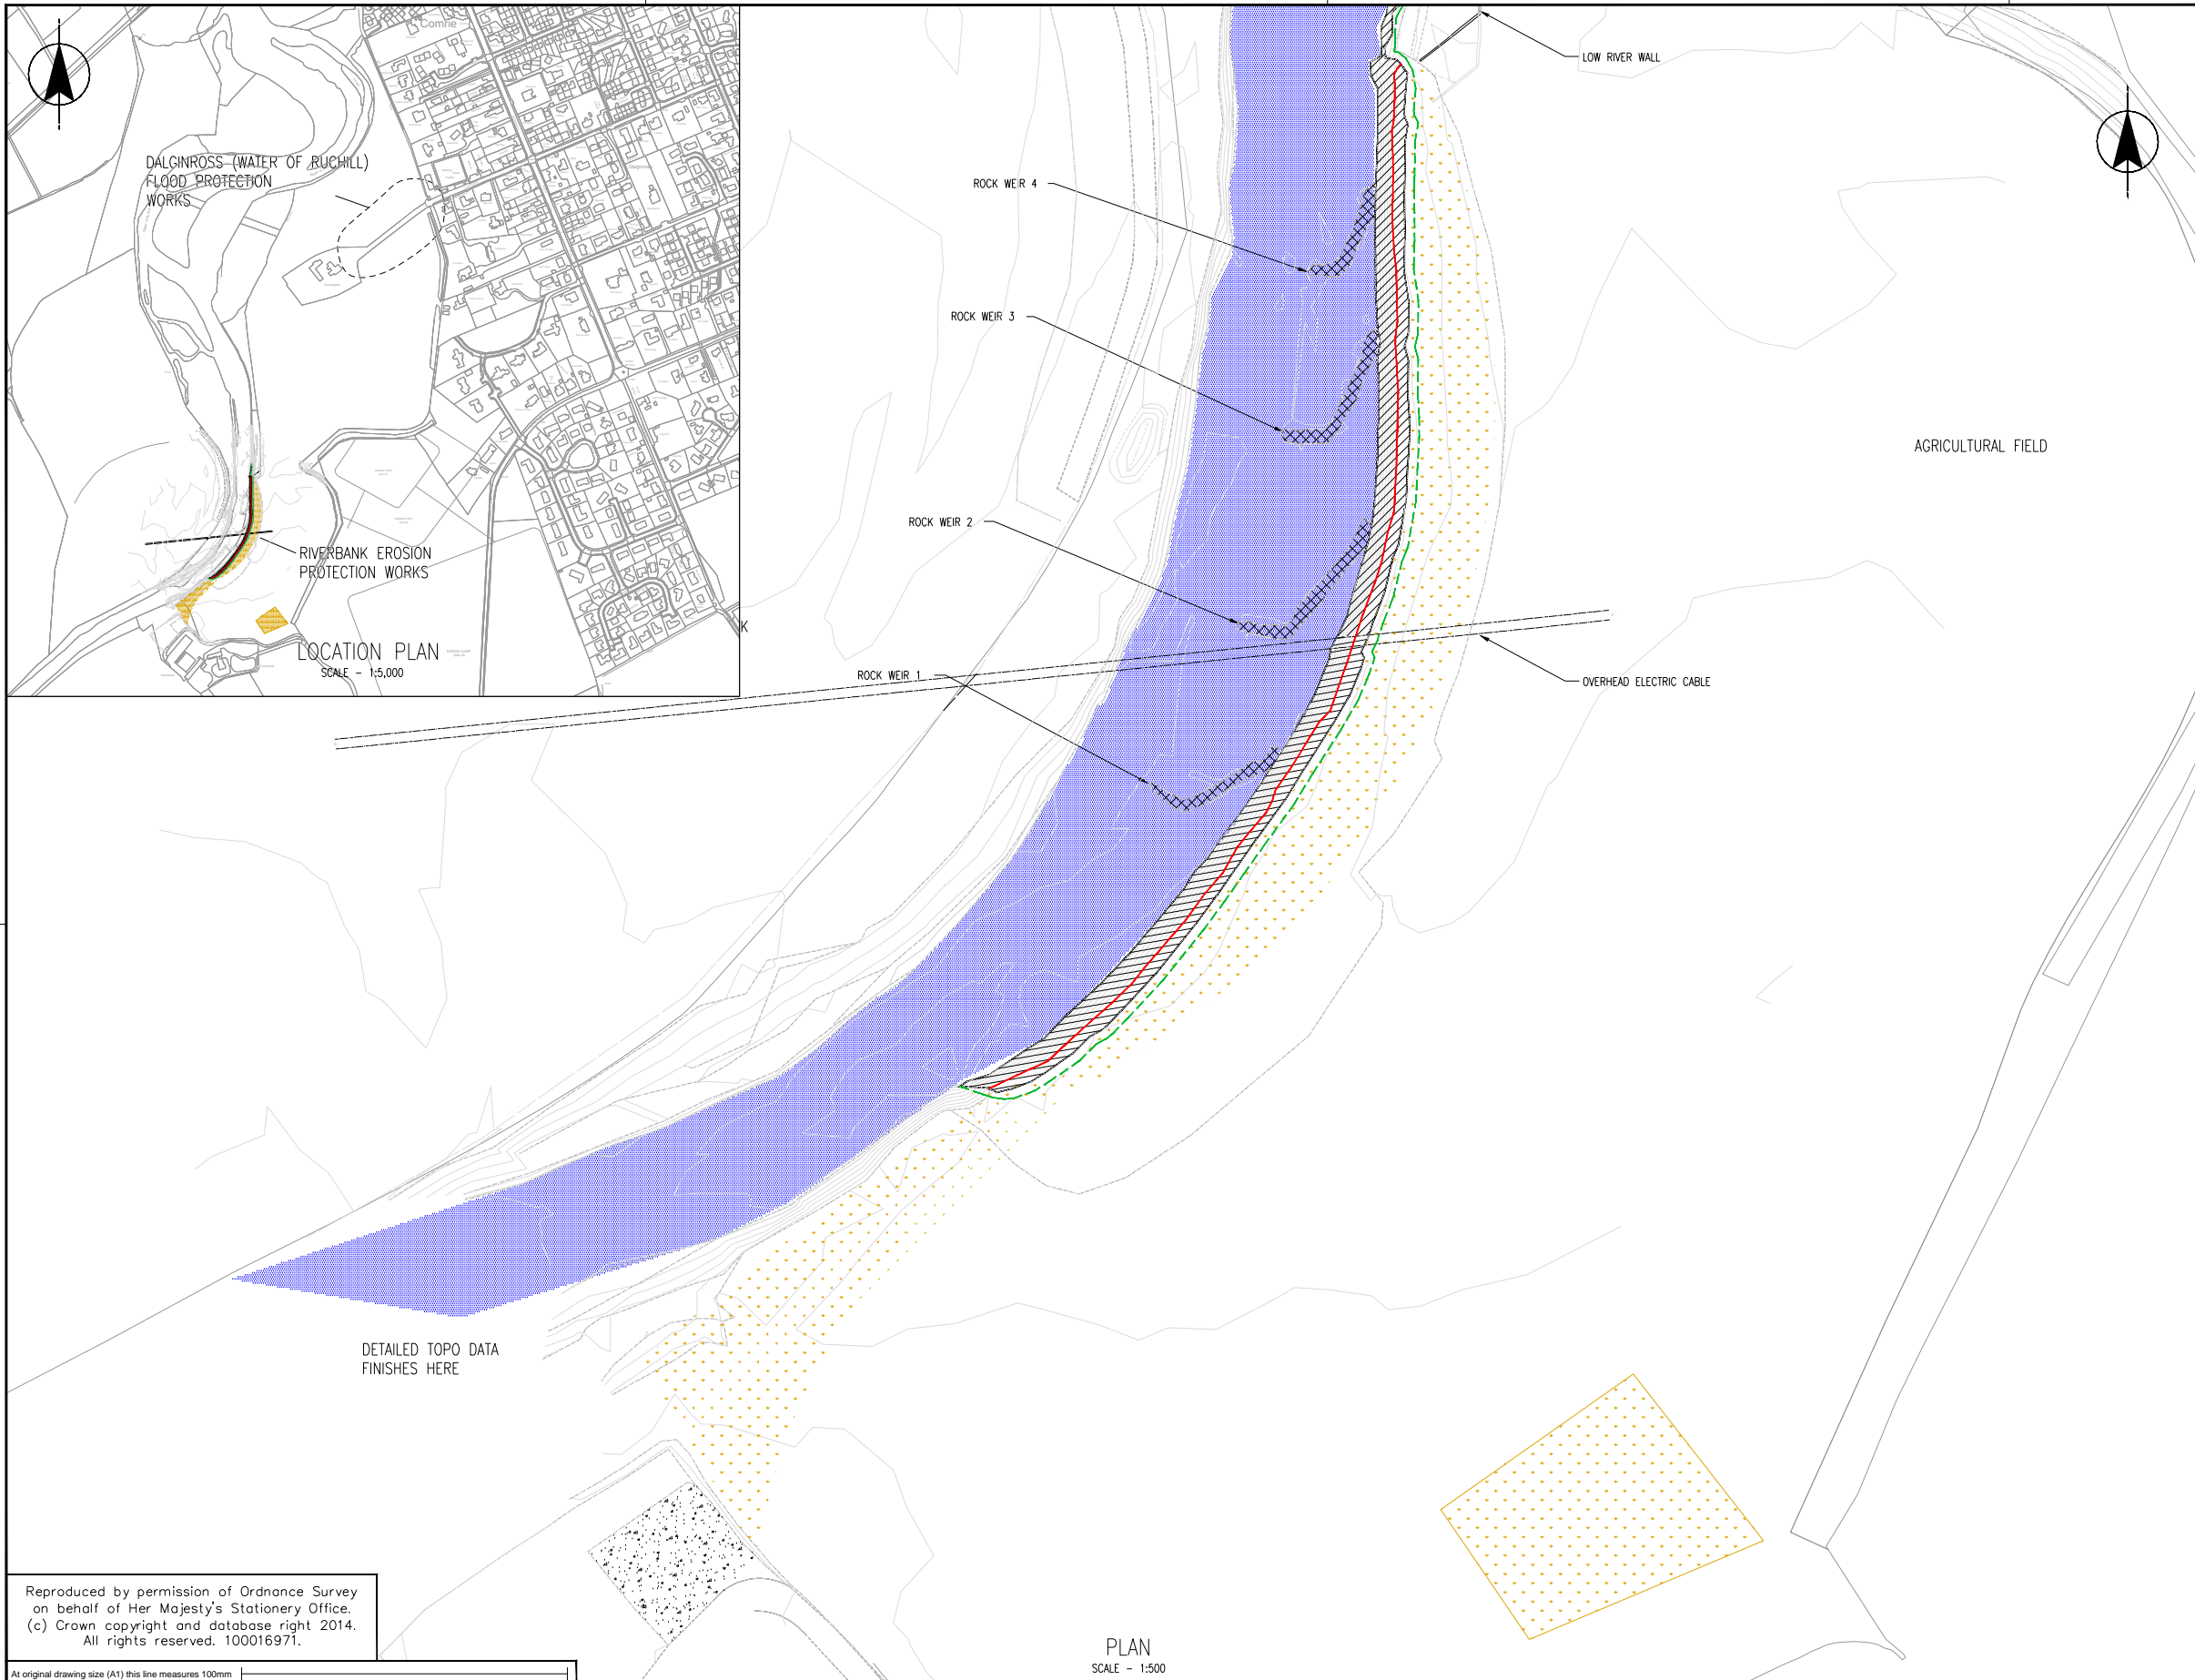 Comrie
DALGINROSS (WATER OF RUCHILL)
FLOOD PROTECTION
WORKS
RIVERBANK EROSION
PROTECTION WORKS
LOCATION PLAN
SCALE - 1:5,000
LOW RIVER WALL
ROCK WEIR 4
ROCK WEIR 3
AGRICULTURAL FIELD
ROCK WEIR 2
K
ROCK WEIR 1
OVERHEAD ELECTRIC CABLE
DETAILED TOPO DATA
FINISHES HERE
Reproduced by permission of Ordnance Survey
on behalf of Her Majesty's Stationery Office.
(c) Crown copyright and database right 2014.
All rights reserved. 100016971.
PLAN
SCALE - 1:500
At original drawing size (A1) this line measures 100mm